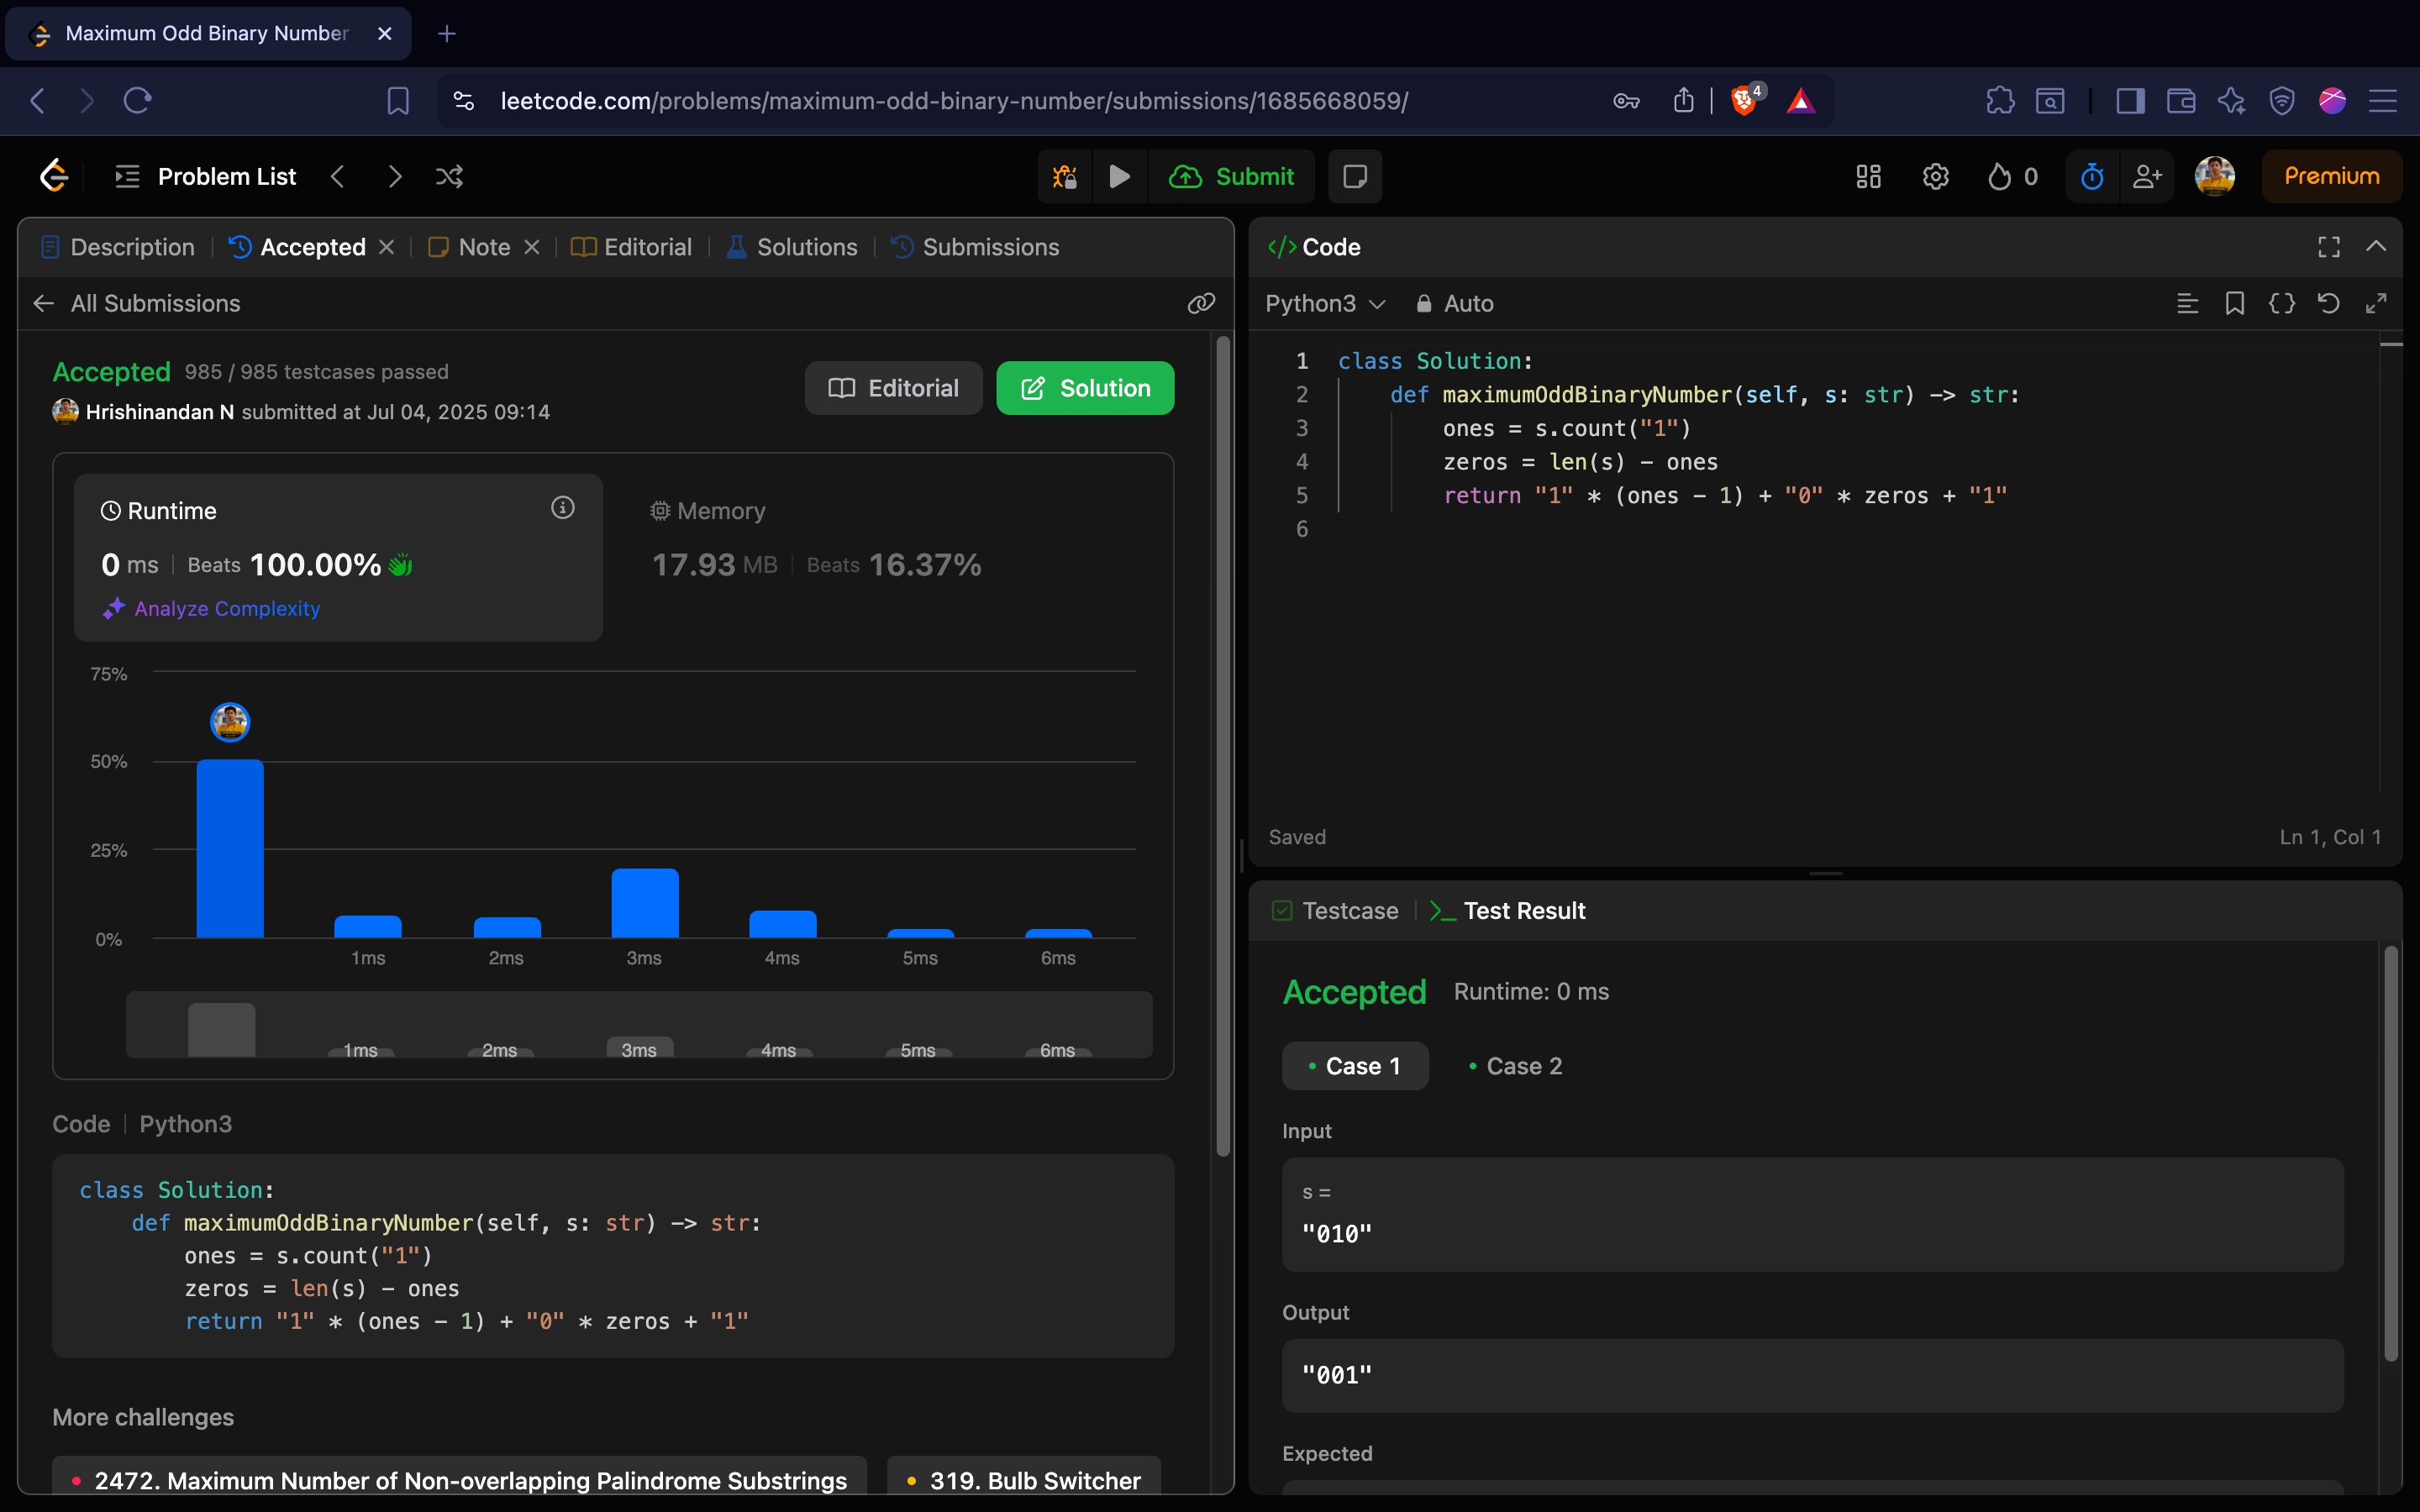 Maximum Odd Binary Number
leetcode.com/problems/maximum-odd-binary-number/submissions/1685668059/
4
Problem List
Submit
0
Premium
Description
Accepted
Note
Editorial
Solutions
Submissions
All Submissions
Accepted 985 / 985 testcases passed
Hrishinandan N submitted at Jul 04, 2025 09:14
Editorial
Solution
Runtime
0 ms Beats 100.00%
Analyze Complexity
Memory
17.93 MB Beats 16.37%
75%
50%
25%
0%
1ms 2ms 3ms 4ms 5ms 6ms
1ms 2ms 3ms 4ms 5ms 6ms
Code Python3
class Solution:
    def maximumOddBinaryNumber(self, s: str) -> str:
        ones = s.count("1")
        zeros = len(s) - ones
        return "1" * (ones - 1) + "0" * zeros + "1"
More challenges
2472. Maximum Number of Non-overlapping Palindrome Substrings
319. Bulb Switcher
</> Code
Python3
Auto
1 class Solution:
2     def maximumOddBinaryNumber(self, s: str) -> str:
3         ones = s.count("1")
4         zeros = len(s) - ones
5         return "1" * (ones - 1) + "0" * zeros + "1"
6
Saved
Ln 1, Col 1
Testcase
Test Result
Accepted Runtime: 0 ms
Case 1
Case 2
Input
s =
"010"
Output
"001"
Expected